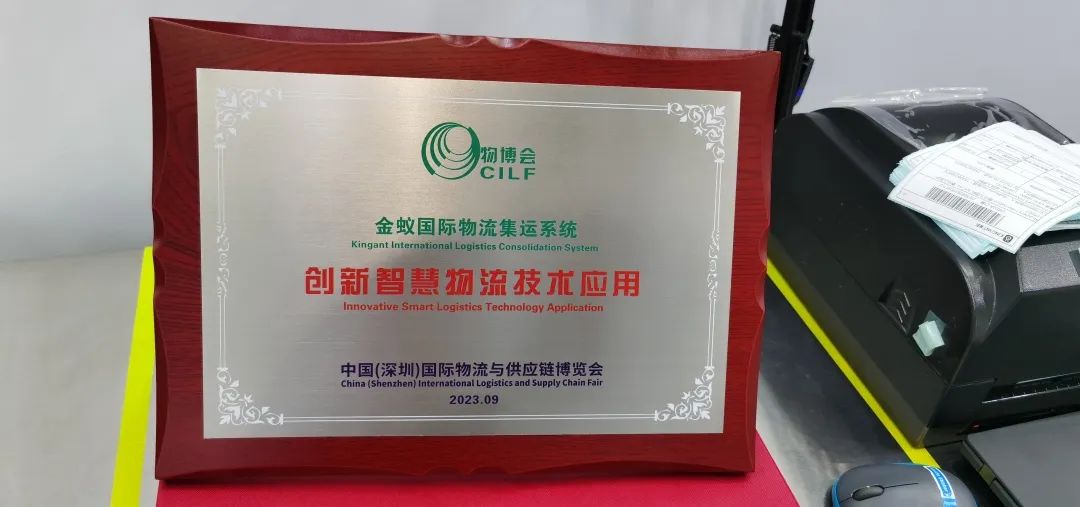 物博会
CILF
金蚁国际物流集运系统
Kingant International Logistics Consolidation System
创新智慧物流技术应用
Innovative Smart Logistics Technology Application
中国(深圳)国际物流与供应链博览会
China (Shenzhen) International Logistics and Supply Chain Fair
2023.09